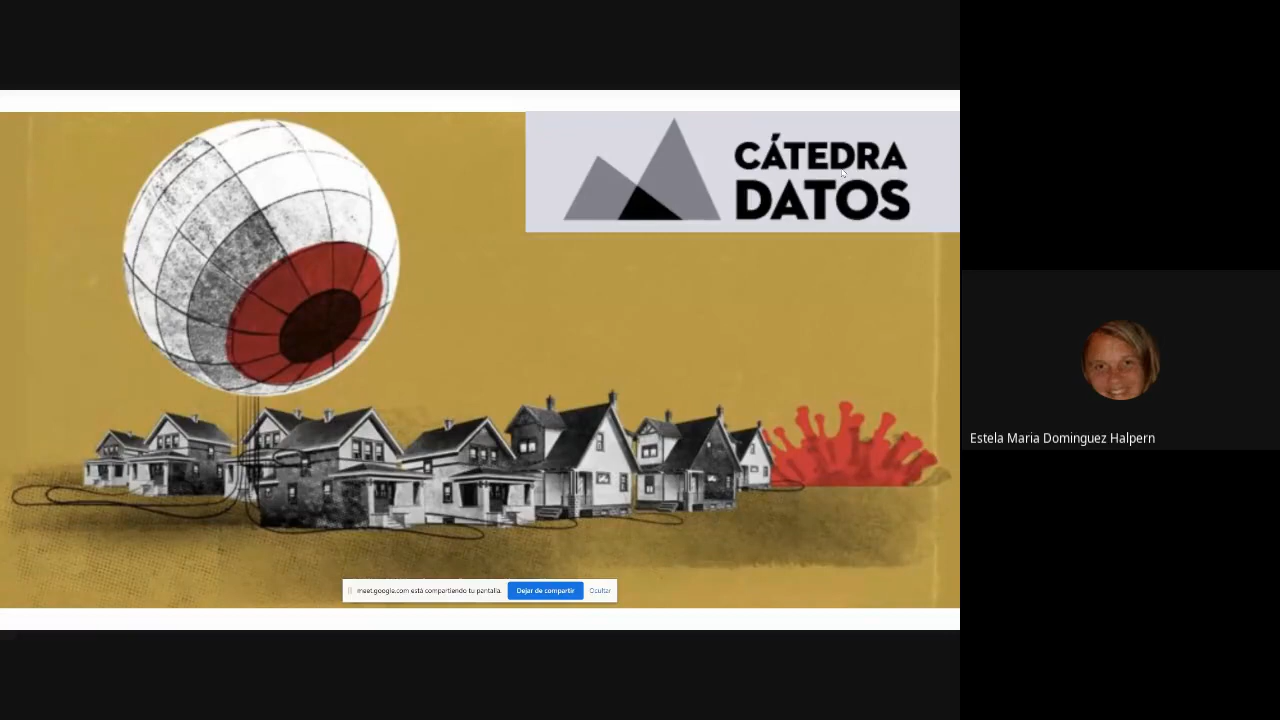 CÁTEDRA
DATOS
meet.google.com está compartiendo tu pantalla.
Dejar de compartir
Ocultar
Estela Maria Dominguez Halpern